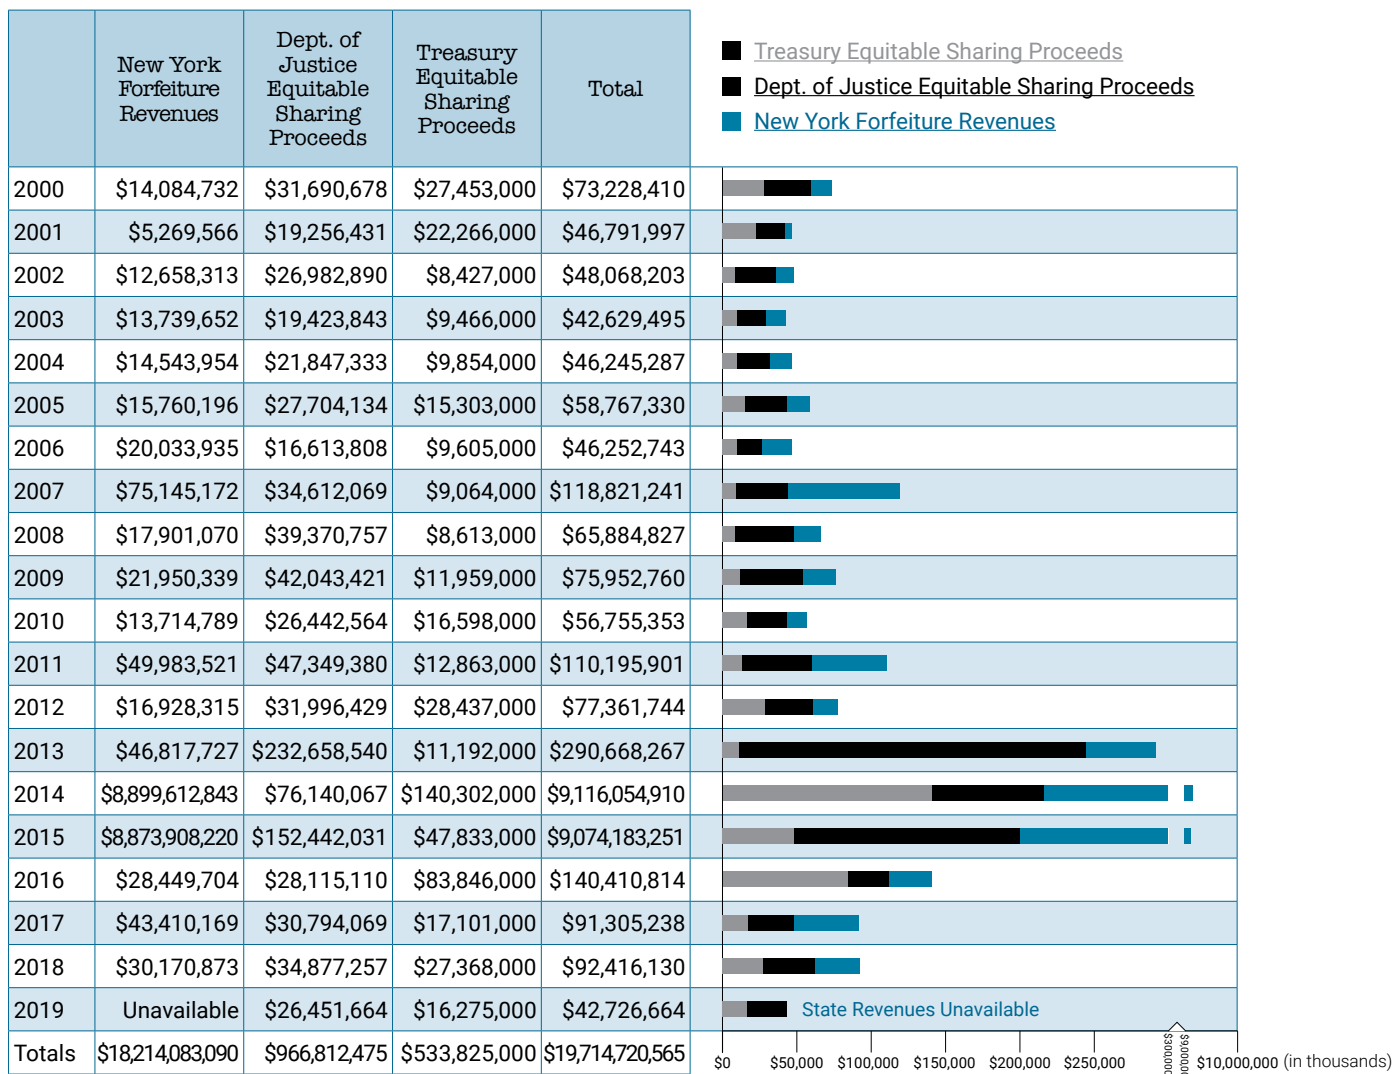 New York
Forfeiture
Revenues
Dept. of
Justice
Equitable
Sharing
Proceeds
Treasury
Equitable
Sharing
Proceeds
Total
Treasury Equitable Sharing Proceeds
Dept. of Justice Equitable Sharing Proceeds
New York Forfeiture Revenues
2000 $14,084,732 $31,690,678 $27,453,000 $73,228,410
2001 $5,269,566 $19,256,431 $22,266,000 $46,791,997
2002 $12,658,313 $26,982,890 $8,427,000 $48,068,203
2003 $13,739,652 $19,423,843 $9,466,000 $42,629,495
2004 $14,543,954 $21,847,333 $9,854,000 $46,245,287
2005 $15,760,196 $27,704,134 $15,303,000 $58,767,330
2006 $20,033,935 $16,613,808 $9,605,000 $46,252,743
2007 $75,145,172 $34,612,069 $9,064,000 $118,821,241
2008 $17,901,070 $39,370,757 $8,613,000 $65,884,827
2009 $21,950,339 $42,043,421 $11,959,000 $75,952,760
2010 $13,714,789 $26,442,564 $16,598,000 $56,755,353
2011 $49,983,521 $47,349,380 $12,863,000 $110,195,901
2012 $16,928,315 $31,996,429 $28,437,000 $77,361,744
2013 $46,817,727 $232,658,540 $11,192,000 $290,668,267
2014 $8,899,612,843 $76,140,067 $140,302,000 $9,116,054,910
2015 $8,873,908,220 $152,442,031 $47,833,000 $9,074,183,251
2016 $28,449,704 $28,115,110 $83,846,000 $140,410,814
2017 $43,410,169 $30,794,069 $17,101,000 $91,305,238
2018 $30,170,873 $34,877,257 $27,368,000 $92,416,130
2019 Unavailable $26,451,664 $16,275,000 $42,726,664 State Revenues Unavailable
Totals $18,214,083,090 $966,812,475 $533,825,000 $19,714,720,565
$0 $50,000 $100,000 $150,000 $200,000 $250,000 $10,000,000 (in thousands)